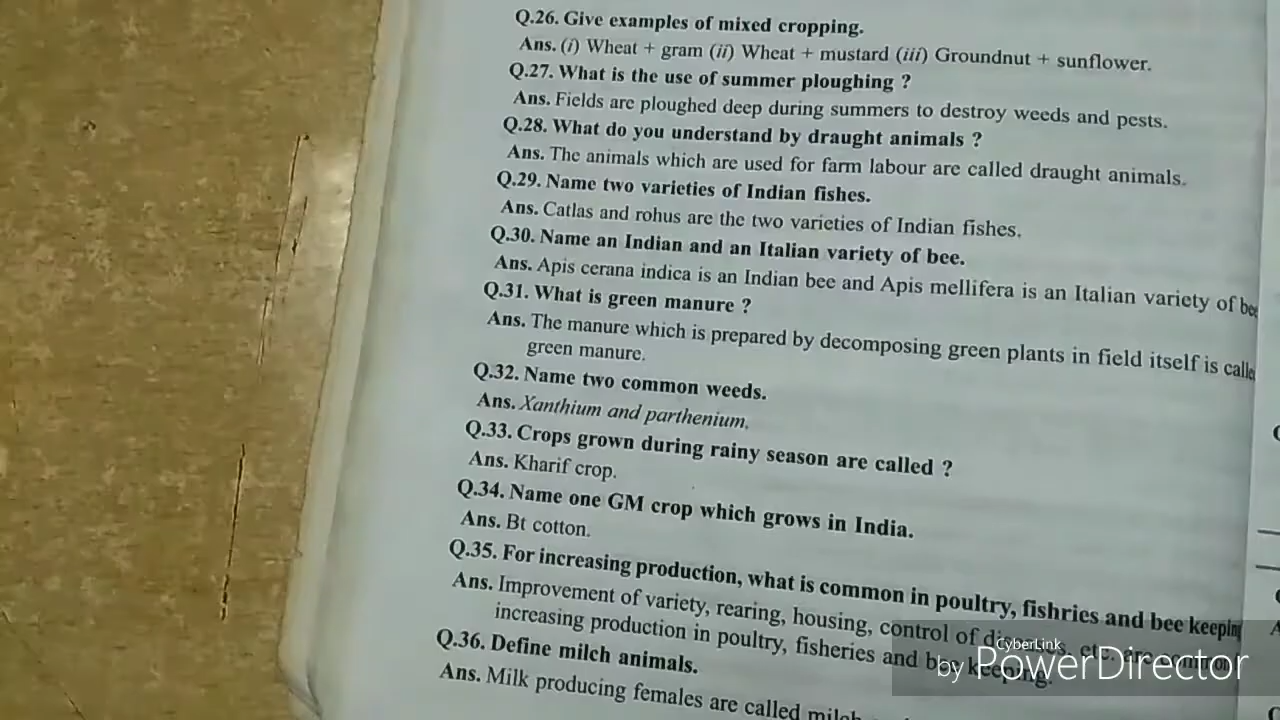 Q.26. Give examples of mixed cropping.
Ans. (i) Wheat + gram (ii) Wheat + mustard (iii) Groundnut + sunflower.
Q.27. What is the use of summer ploughing ?
Ans. Fields are ploughed deep during summers to destroy weeds and pests.
Q.28. What do you understand by draught animals ?
Ans. The animals which are used for farm labour are called draught animals.
Q.29. Name two varieties of Indian fishes.
Ans. Catlas and rohus are the two varieties of Indian fishes.
Q.30. Name an Indian and an Italian variety of bee.
Ans. Apis cerana indica is an Indian bee and Apis mellifera is an Italian variety of bee
Q.31. What is green manure ?
Ans. The manure which is prepared by decomposing green plants in field itself is calle
green manure.
Q.32. Name two common weeds.
Ans. Xanthium and parthenium.
Q.33. Crops grown during rainy season are called ?
Ans. Kharif crop.
Q.34. Name one GM crop which grows in India.
Ans. Bt cotton.
Q.35. For increasing production, what is common in poultry, fishries and bee keepin
Ans. Improvement of variety, rearing, housing, control of diseases, etc. are common
increasing production in poultry, fisheries and bee keeping.
Q.36. Define milch animals.
Ans. Milk producing females are called milch
CyberLink
by PowerDirector